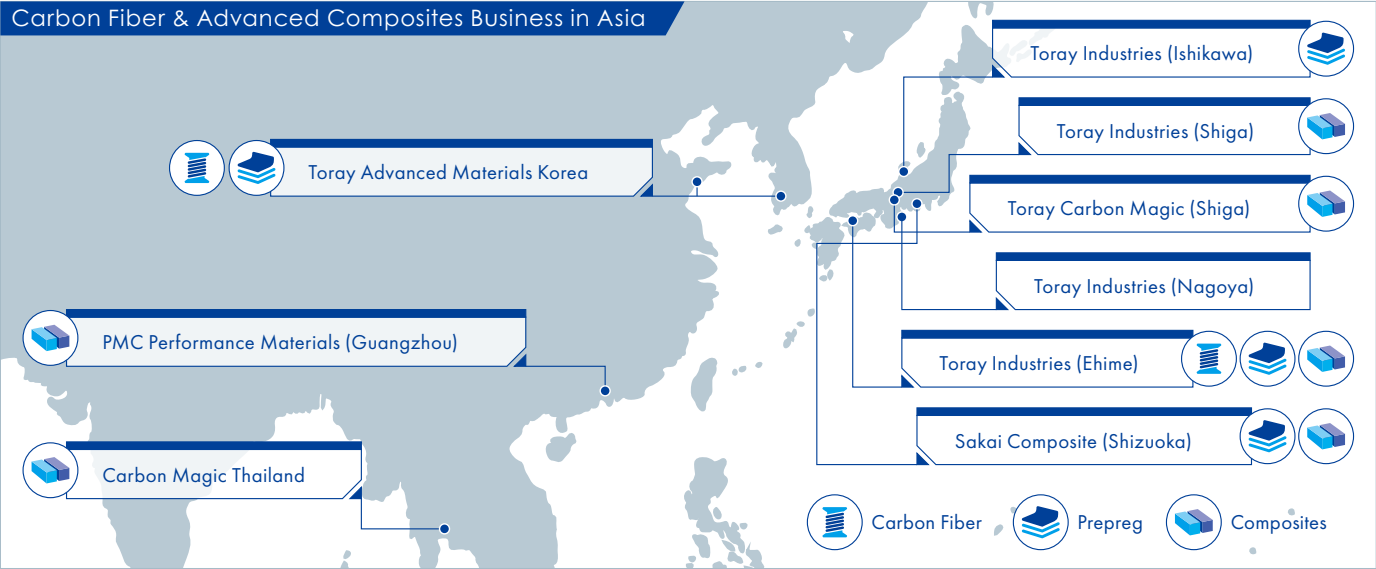 Carbon Fiber & Advanced Composites Business in Asia
Toray Industries (Ishikawa)
Toray Industries (Shiga)
Toray Advanced Materials Korea
Toray Carbon Magic (Shiga)
Toray Industries (Nagoya)
PMC Performance Materials (Guangzhou)
Toray Industries (Ehime)
Sakai Composite (Shizuoka)
Carbon Magic Thailand
Carbon Fiber
Prepreg
Composites